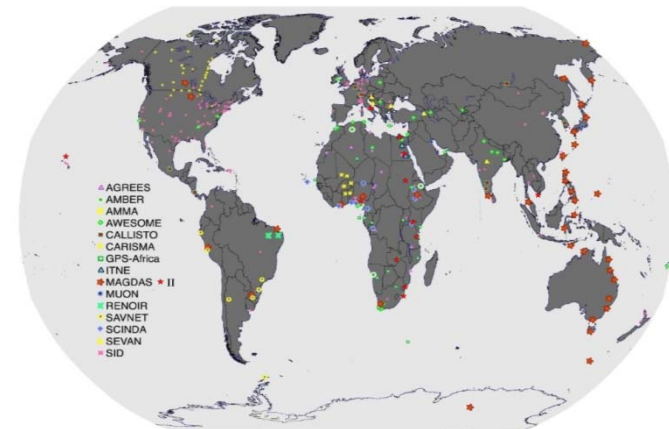 AGREES
AMBER
AMMA
AWESOME
CALLISTO
CARISMA
GPS-Africa
ITNE
MAGDAS II
MUON
RENOIR
SAVNET
SCINDA
SEVAN
SID